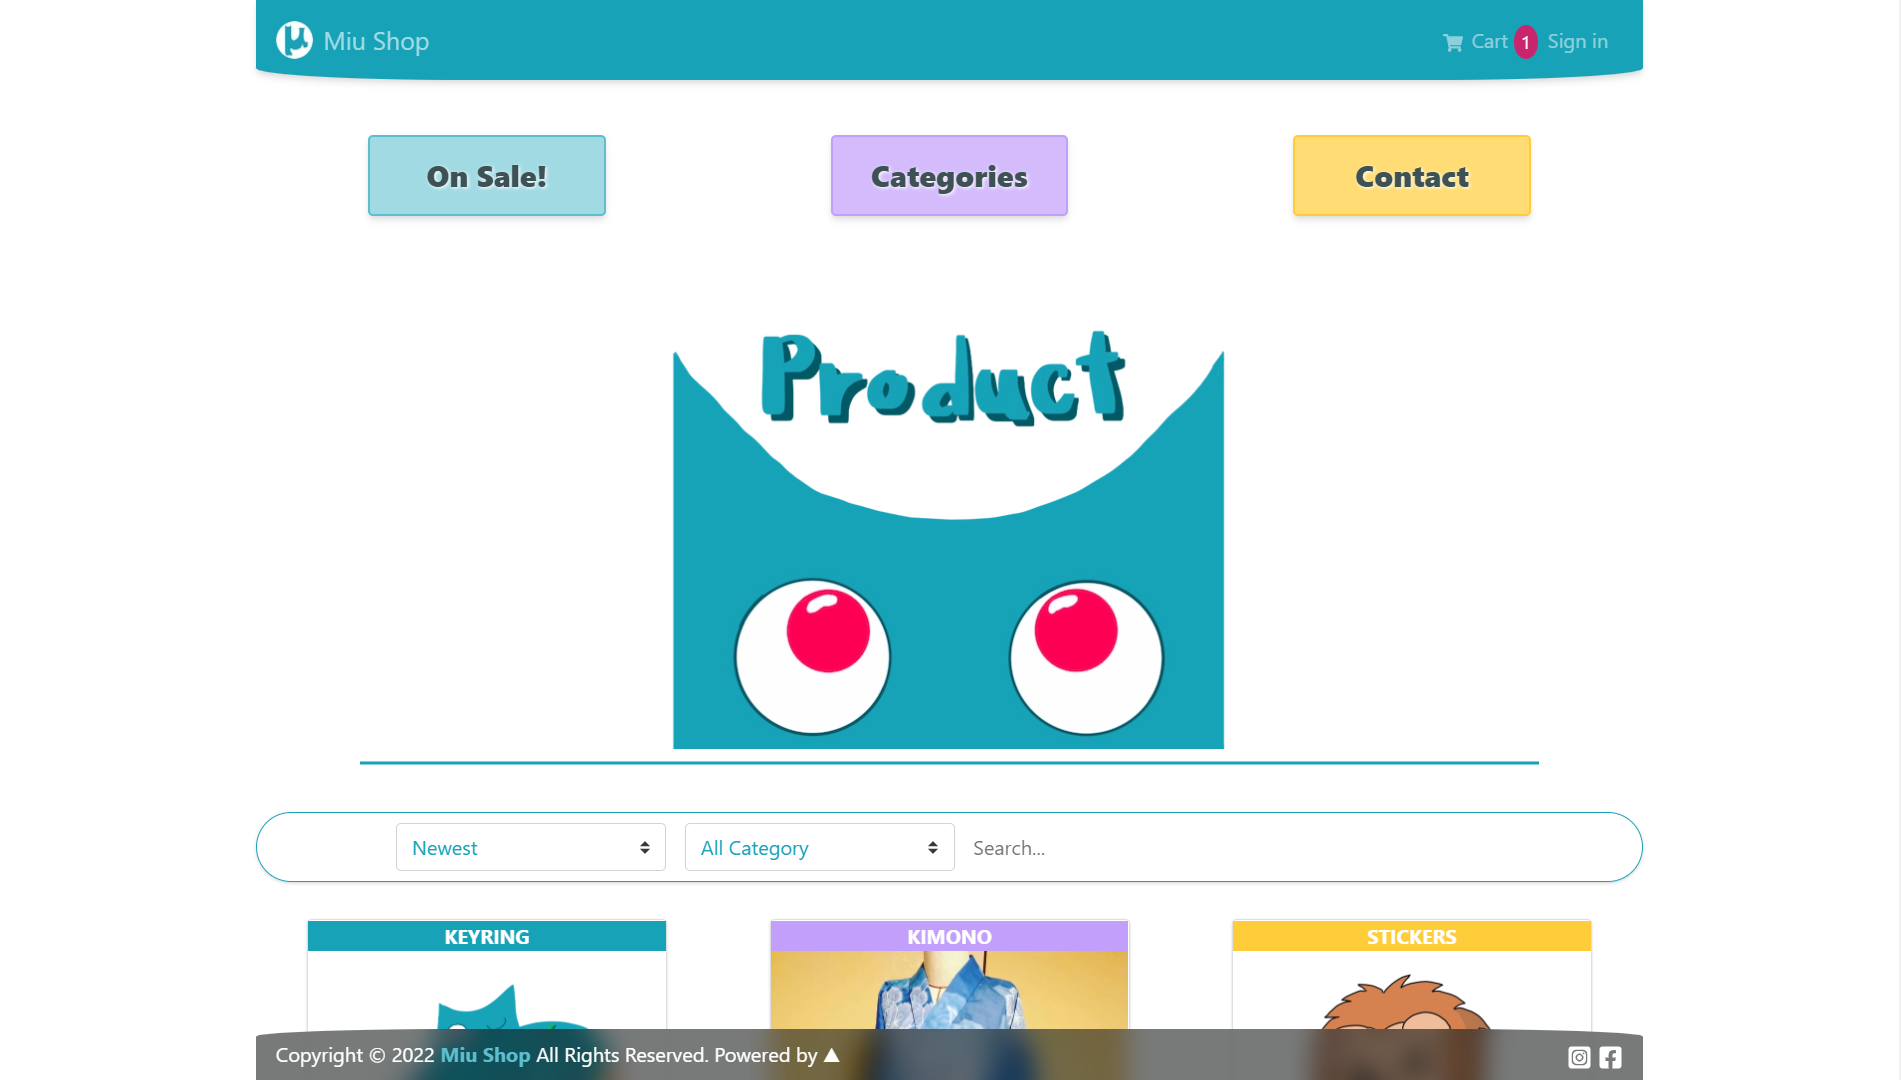 μ Miu Shop
Cart 1 Sign in
On Sale!
Categories
Contact
Product
Newest
All Category
Search...
KEYRING
KIMONO
STICKERS
Copyright © 2022 Miu Shop All Rights Reserved. Powered by ▲